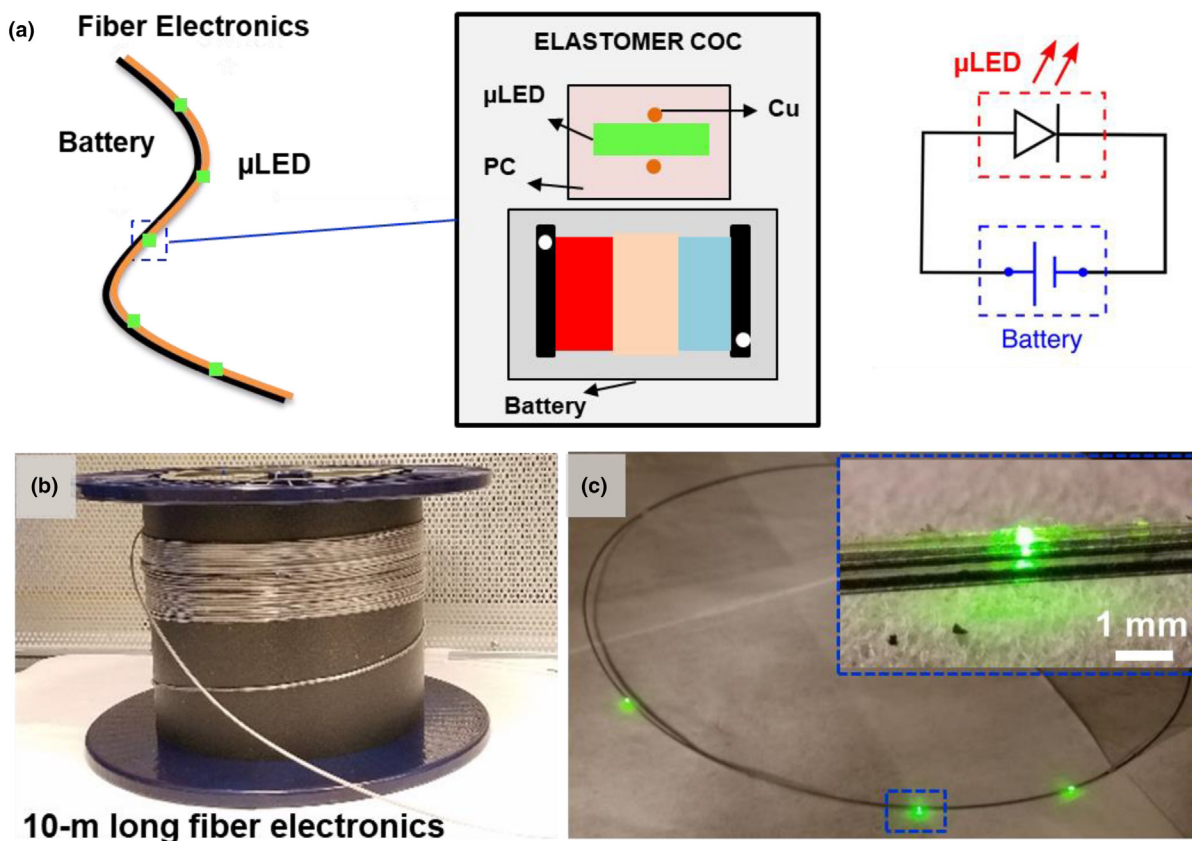 (a)
Fiber Electronics
Battery
µLED
ELASTOMER COC
µLED
Cu
PC
Battery
µLED
Battery
(b)
10-m long fiber electronics
(c)
1 mm